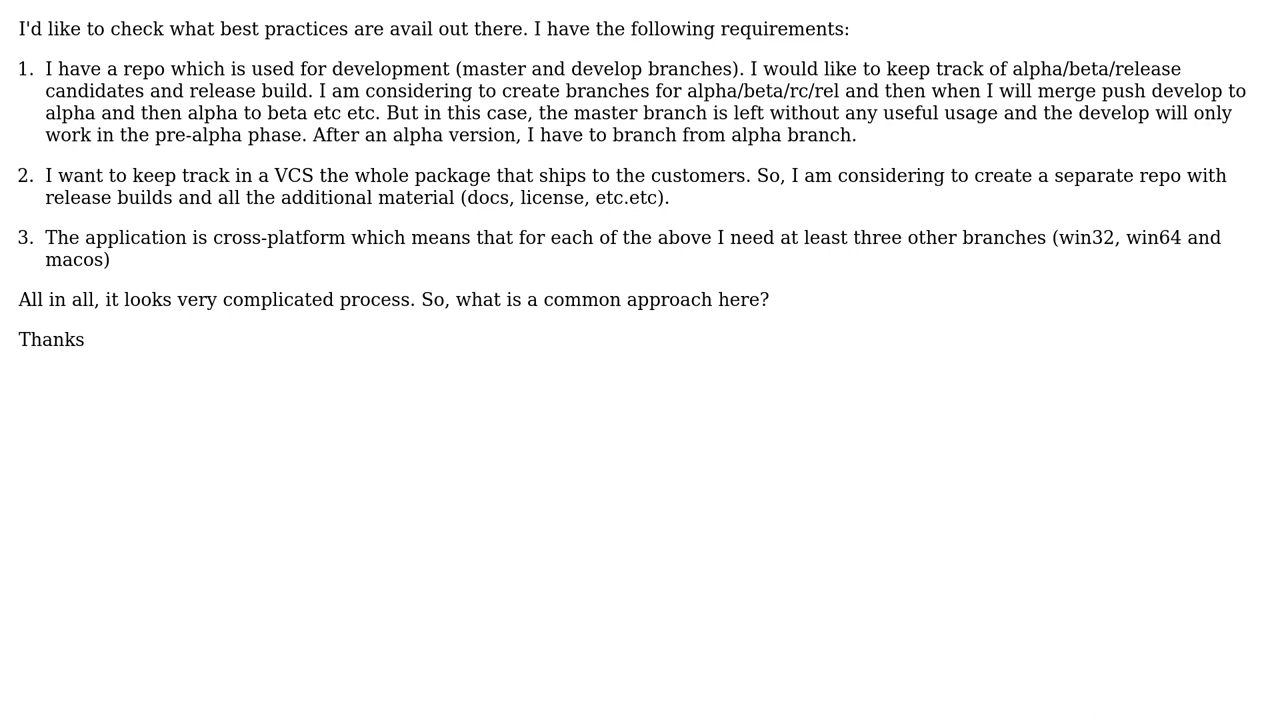 I'd like to check what best practices are avail out there. I have the following requirements:
1. I have a repo which is used for development (master and develop branches). I would like to keep track of alpha/beta/release
candidates and release build. I am considering to create branches for alpha/beta/rc/rel and then when I will merge push develop to
alpha and then alpha to beta etc etc. But in this case, the master branch is left without any useful usage and the develop will only
work in the pre-alpha phase. After an alpha version, I have to branch from alpha branch.
2. I want to keep track in a VCS the whole package that ships to the customers. So, I am considering to create a separate repo with
release builds and all the additional material (docs, license, etc.etc).
3. The application is cross-platform which means that for each of the above I need at least three other branches (win32, win64 and
macos)
All in all, it looks very complicated process. So, what is a common approach here?
Thanks